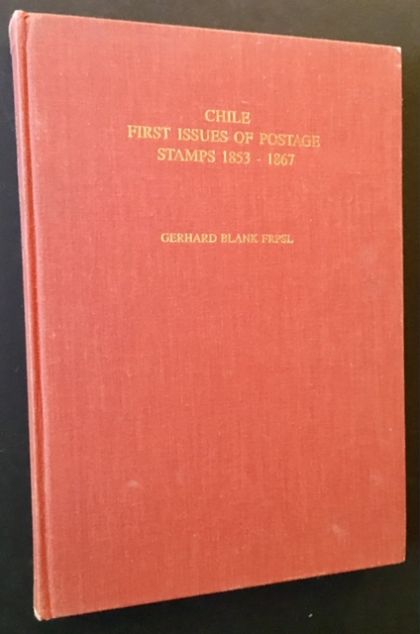 CHILE
FIRST ISSUES OF POSTAGE
STAMPS 1853 - 1867
GERHARD BLANK FRPSL